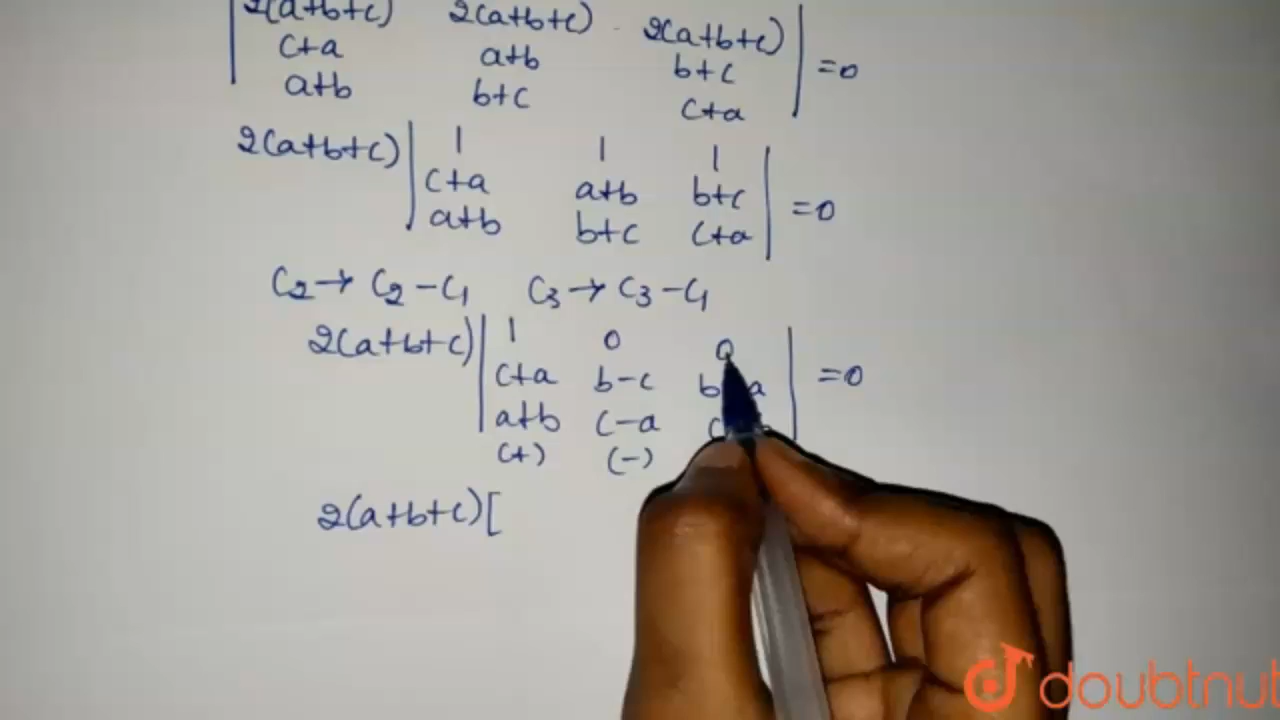 2(a+b+c) 2(a+b+c) 2(a+b+c)
c+a a+b b+c =0
a+b b+c c+a
2(a+b+c) 1 1 1
c+a a+b b+c =0
a+b b+c c+a
C2→C2-C1 C3→C3-C1
2(a+b+c) 1 0 0
c+a b-c b a =0
a+b c-a c
(+) (-)
2(a+b+c)[
doubtnut